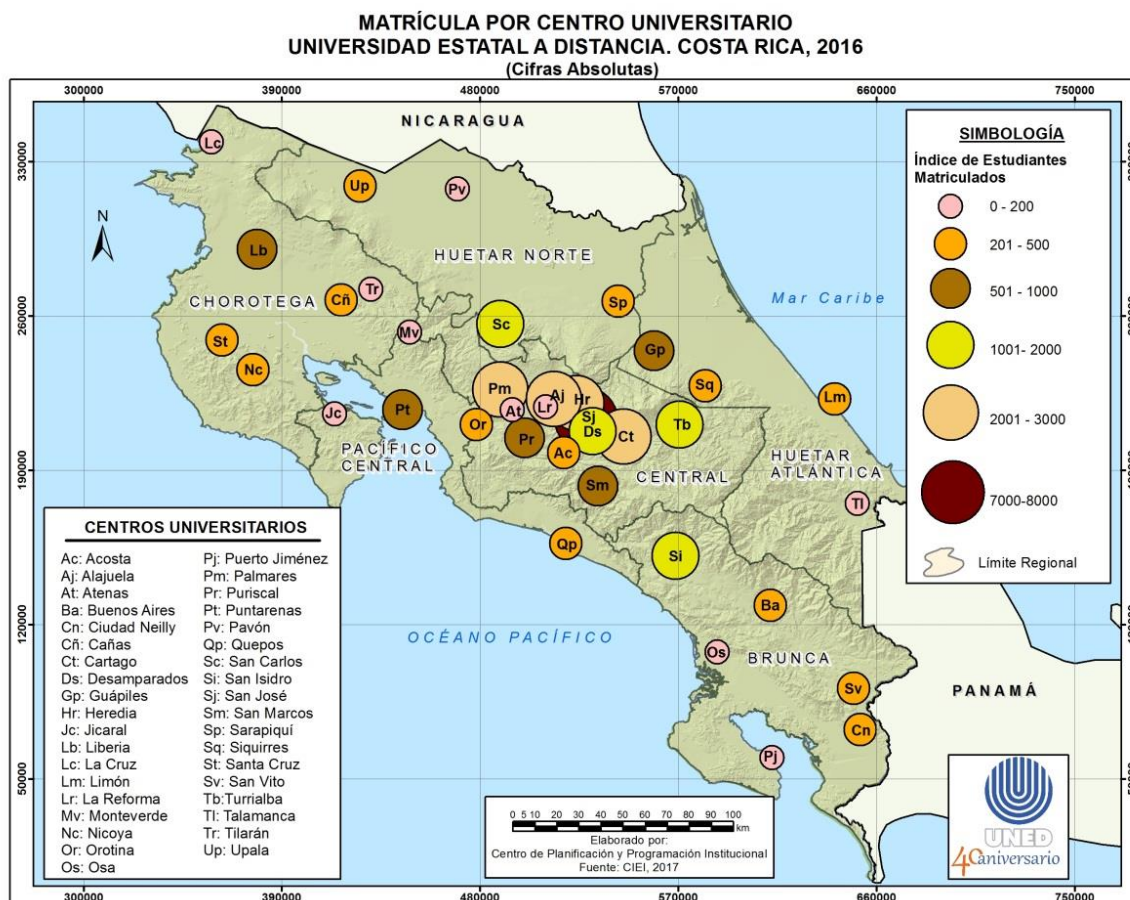 MATRÍCULA POR CENTRO UNIVERSITARIO
UNIVERSIDAD ESTATAL A DISTANCIA. COSTA RICA, 2016
(Cifras Absolutas)
300000 390000 480000 570000 660000 750000
NICARAGUA
Lc
Up
Pv
330000
N
Lb
HUETAR NORTE
Tr
CHOROTEGA
Cñ
Sp
Mar Caribe
260000
Mv
Sc
St
Gp
Nc
Sq
Pm
Aj
Hr
Lm
Jc
Pt
At
Lr
Or
Pr
Sj
Ds
Ct
Tb
PACÍFICO
CENTRAL
Ac
CENTRAL
HUETAR
ATLÁNTICA
190000
Sm
Tl
Qp
Si
Ba
120000
OCÉANO PACÍFICO
Os
BRUNCA
Sv
PANAMÁ
Cn
Pj
50000
SIMBOLOGÍA
Índice de Estudiantes
Matriculados
0 - 200
201 - 500
501 - 1000
1001- 2000
2001 - 3000
7000-8000
Límite Regional
CENTROS UNIVERSITARIOS
Ac: Acosta
Aj: Alajuela
At: Atenas
Ba: Buenos Aires
Cn: Ciudad Neilly
Cñ: Cañas
Ct: Cartago
Ds: Desamparados
Gp: Guápiles
Hr: Heredia
Jc: Jicaral
Lb: Liberia
Lc: La Cruz
Lm: Limón
Lr: La Reforma
Mv: Monteverde
Nc: Nicoya
Or: Orotina
Os: Osa
Pj: Puerto Jiménez
Pm: Palmares
Pr: Puriscal
Pt: Puntarenas
Pv: Pavón
Qp: Quepos
Sc: San Carlos
Si: San Isidro
Sj: San José
Sm: San Marcos
Sp: Sarapiquí
Sq: Siquirres
St: Santa Cruz
Sv: San Vito
Tb:Turrialba
Tl: Talamanca
Tr: Tilarán
Up: Upala
0 5 10 20 30 40 50 60 70 80 90 100
km
Elaborado por:
Centro de Planificación y Programación Institucional
Fuente: CIEI, 2017
UNED
40aniversario
300000 390000 480000 570000 660000 750000